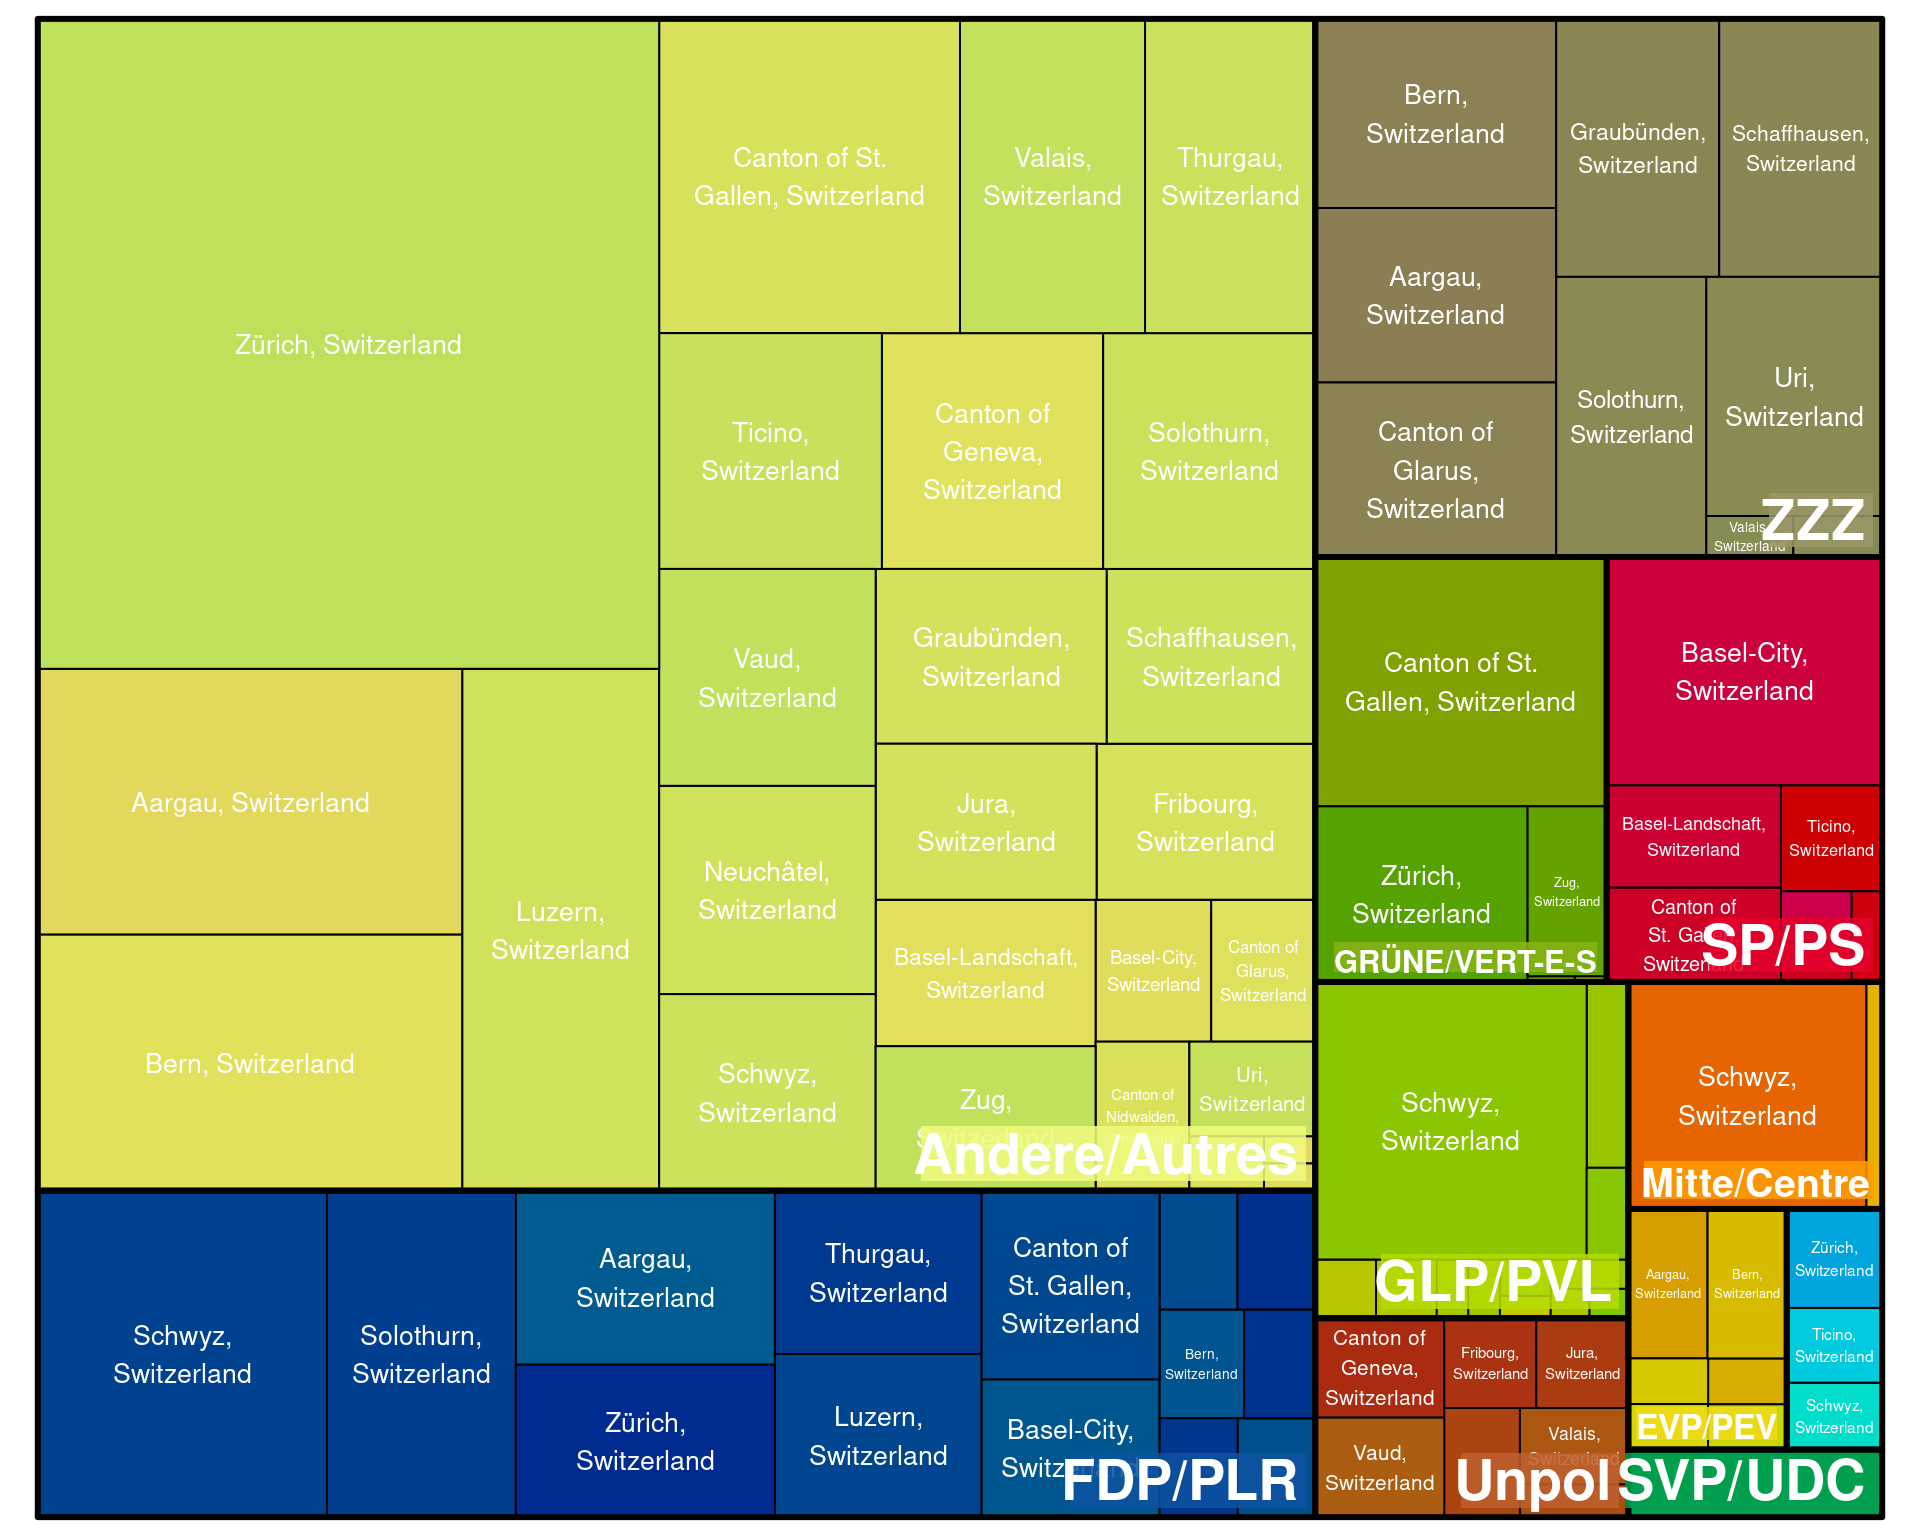 Zürich, Switzerland
Aargau, Switzerland
Bern, Switzerland
Luzern,
Switzerland
Canton of St.
Gallen, Switzerland
Valais,
Switzerland
Thurgau,
Switzerland
Ticino,
Switzerland
Canton of
Geneva,
Switzerland
Solothurn,
Switzerland
Vaud,
Switzerland
Graubünden,
Switzerland
Schaffhausen,
Switzerland
Neuchâtel,
Switzerland
Jura,
Switzerland
Fribourg,
Switzerland
Schwyz,
Switzerland
Basel-Landschaft,
Switzerland
Basel-City,
Switzerland
Canton of
Glarus,
Switzerland
Zug,
Switzerland
Canton of
Nidwalden,
Switzerland
Uri,
Switzerland
Andere/Autres
Schwyz,
Switzerland
Solothurn,
Switzerland
Aargau,
Switzerland
Zürich,
Switzerland
Thurgau,
Switzerland
Luzern,
Switzerland
Canton of
St. Gallen,
Switzerland
Basel-City,
Switzerland
Bern,
Switzerland
FDP/PLR
Bern,
Switzerland
Aargau,
Switzerland
Canton of
Glarus,
Switzerland
Graubünden,
Switzerland
Schaffhausen,
Switzerland
Solothurn,
Switzerland
Uri,
Switzerland
Valais,
Switzerland
ZZZ
Canton of St.
Gallen, Switzerland
Zürich,
Switzerland
Zug,
Switzerland
GRÜNE/VERT-E-S
Basel-City,
Switzerland
Basel-Landschaft,
Switzerland
Ticino,
Switzerland
Canton of
St. Gallen,
Switzerland
SP/PS
Schwyz,
Switzerland
GLP/PVL
Schwyz,
Switzerland
Mitte/Centre
Aargau,
Switzerland
Bern,
Switzerland
EVP/PEV
Zürich,
Switzerland
Ticino,
Switzerland
Schwyz,
Switzerland
Canton of
Geneva,
Switzerland
Vaud,
Switzerland
Fribourg,
Switzerland
Jura,
Switzerland
Valais,
Switzerland
Unpol
SVP/UDC